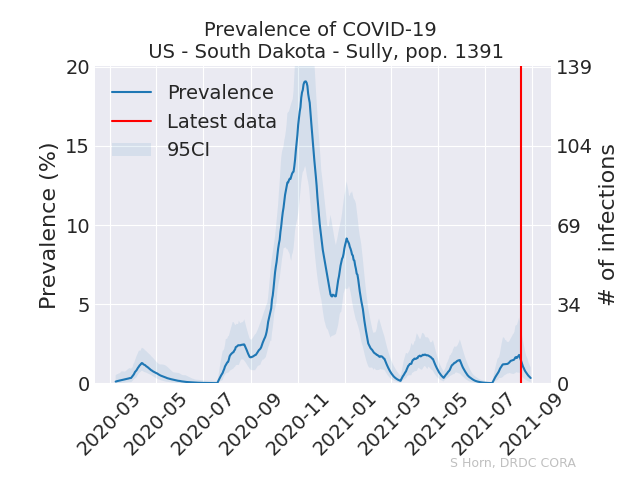 Prevalence of COVID-19
US - South Dakota - Sully, pop. 1391
Prevalence
Latest data
95CI
Prevalence (%)
20
15
10
5
0
139
104
69
34
0
# of infections
2020-03
2020-05
2020-07
2020-09
2020-11
2021-01
2021-03
2021-05
2021-07
2021-09
S Horn, DRDC CORA